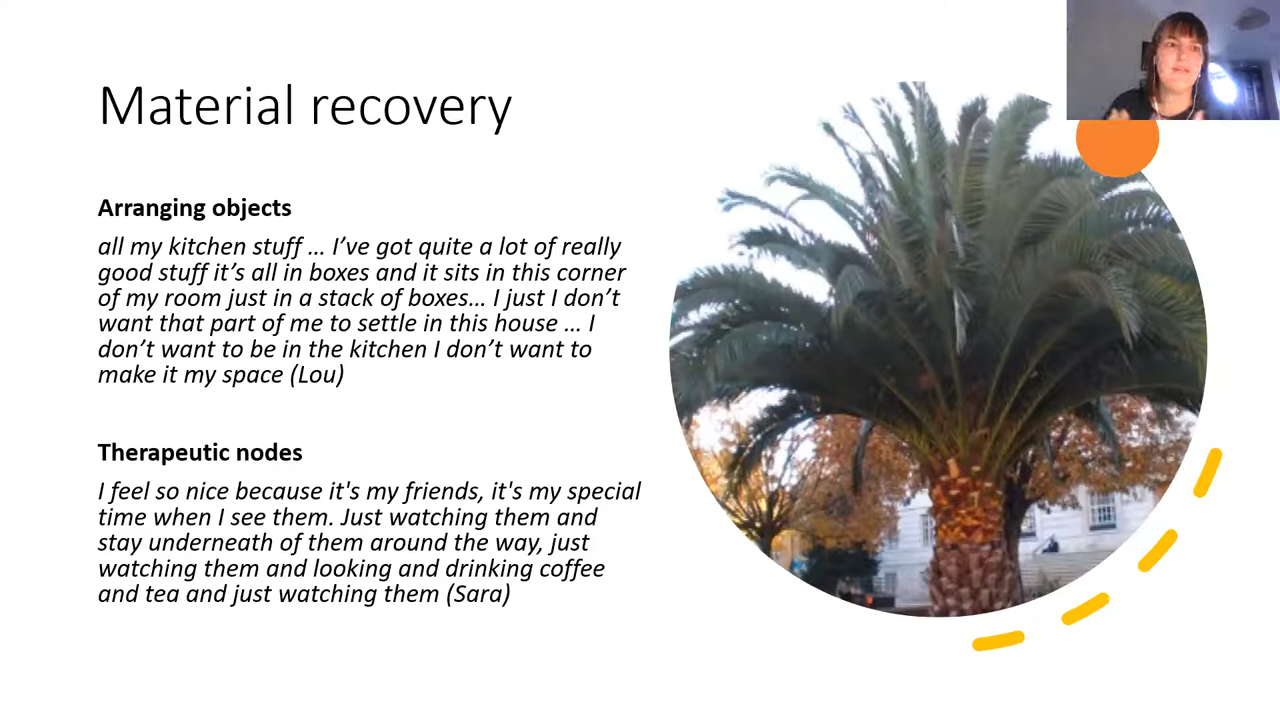 Material recovery
Arranging objects
all my kitchen stuff … I’ve got quite a lot of really
good stuff it’s all in boxes and it sits in this corner
of my room just in a stack of boxes… I just I don’t
want that part of me to settle in this house … I
don’t want to be in the kitchen I don’t want to
make it my space (Lou)
Therapeutic nodes
I feel so nice because it's my friends, it's my special
time when I see them. Just watching them and
stay underneath of them around the way, just
watching them and looking and drinking coffee
and tea and just watching them (Sara)